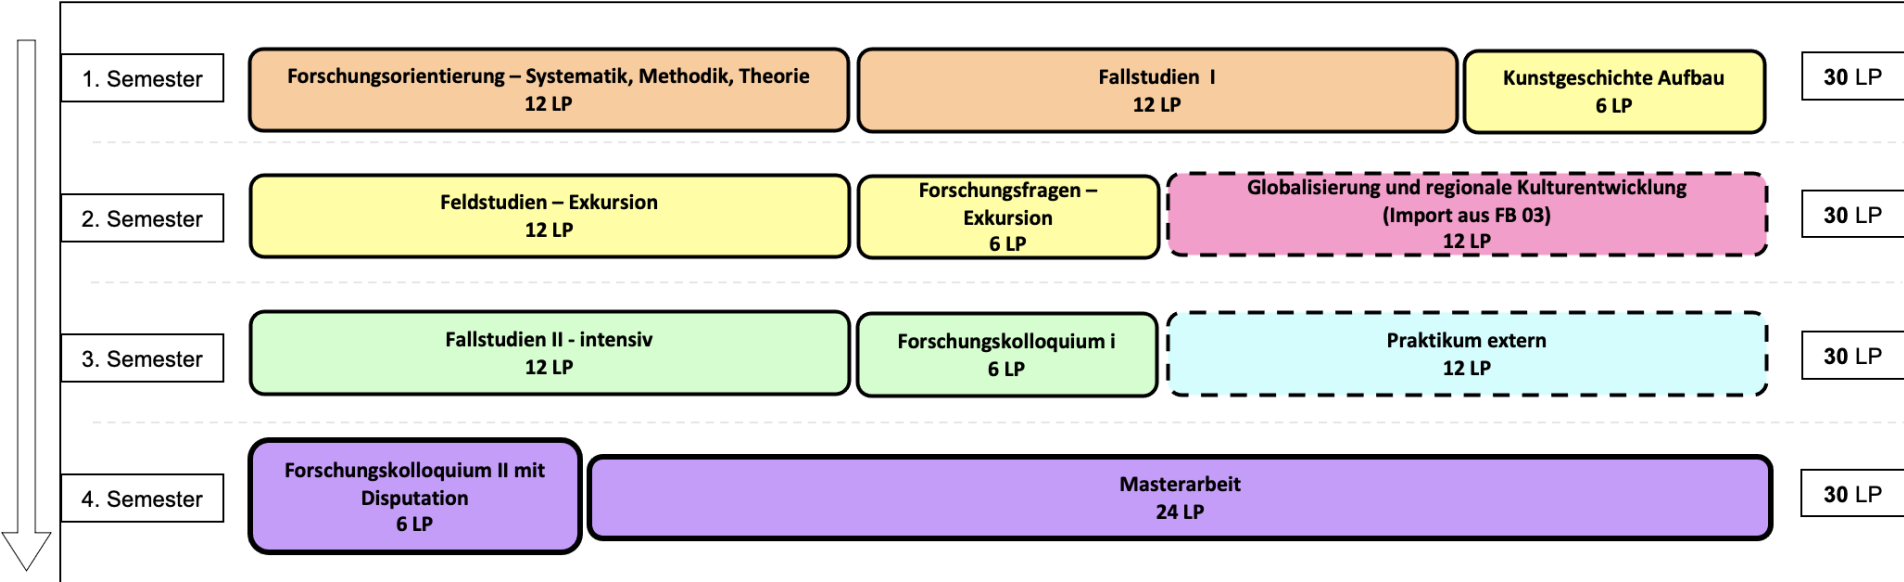 1. Semester
Forschungsorientierung – Systematik, Methodik, Theorie
12 LP
Fallstudien I
12 LP
Kunstgeschichte Aufbau
6 LP
30 LP
2. Semester
Feldstudien – Exkursion
12 LP
Forschungsfragen –
Exkursion
6 LP
Globalisierung und regionale Kulturentwicklung
(Import aus FB 03)
12 LP
30 LP
3. Semester
Fallstudien II - intensiv
12 LP
Forschungskolloquium i
6 LP
Praktikum extern
12 LP
30 LP
4. Semester
Forschungskolloquium II mit
Disputation
6 LP
Masterarbeit
24 LP
30 LP